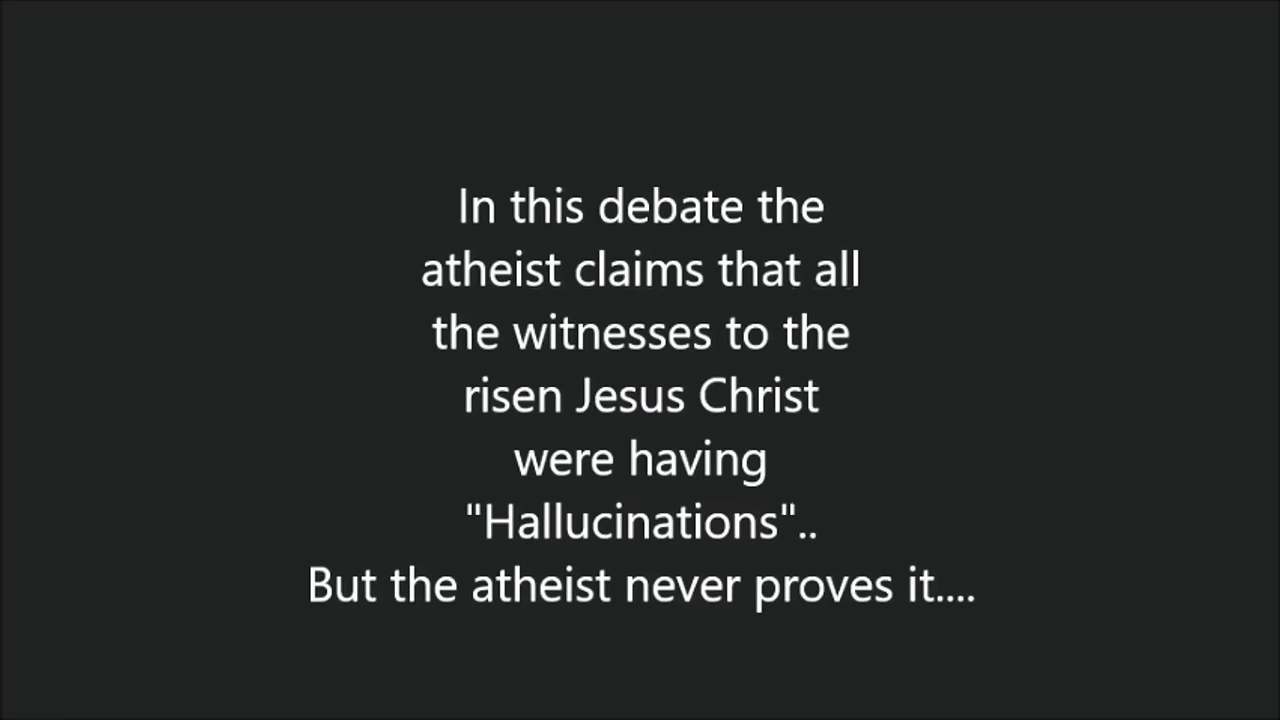 In this debate the
atheist claims that all
the witnesses to the
risen Jesus Christ
were having
"Hallucinations"..
But the atheist never proves it....